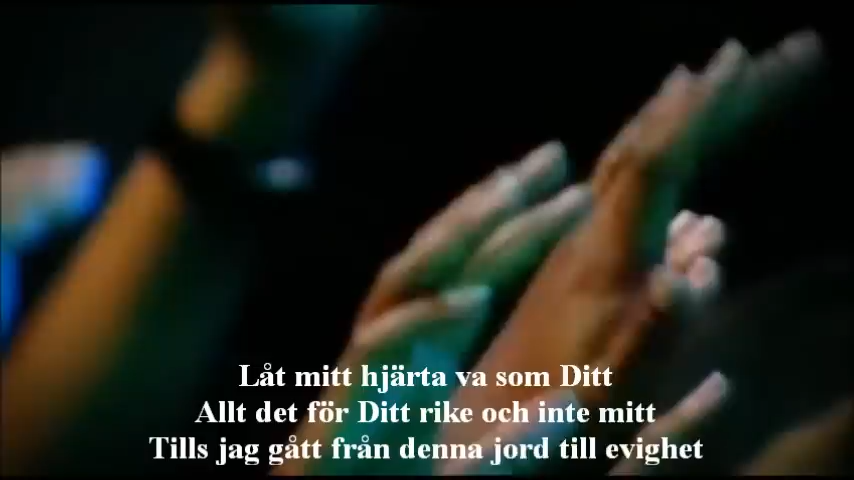 Låt mitt hjärta va som Ditt
Allt det för Ditt rike och inte mitt
Tills jag gått från denna jord till evighet